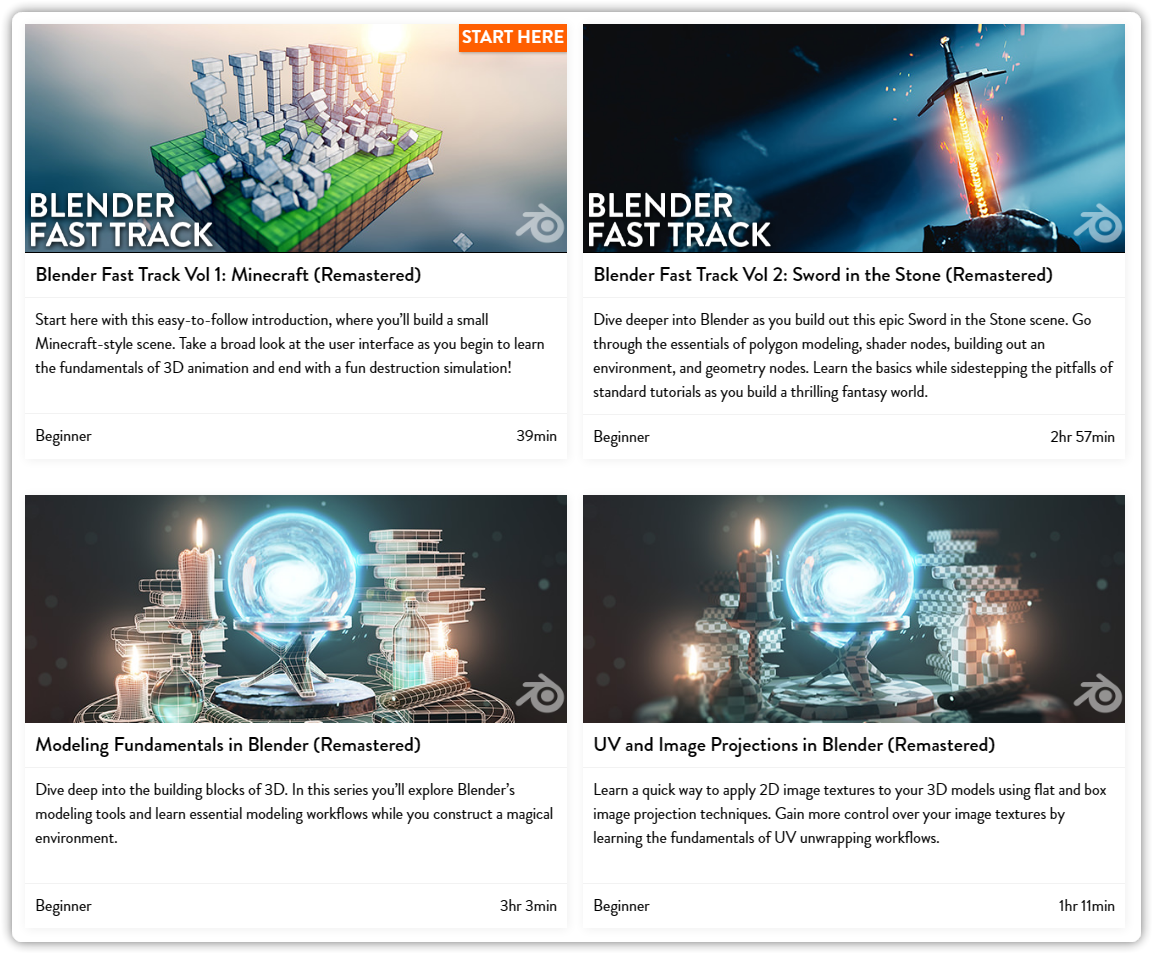 START HERE
BLENDER
FAST TRACK
Blender Fast Track Vol 1: Minecraft (Remastered)
Start here with this easy-to-follow introduction, where you’ll build a small
Minecraft-style scene. Take a broad look at the user interface as you begin to learn
the fundamentals of 3D animation and end with a fun destruction simulation!
Beginner
39min
BLENDER
FAST TRACK
Blender Fast Track Vol 2: Sword in the Stone (Remastered)
Dive deeper into Blender as you build out this epic Sword in the Stone scene. Go
through the essentials of polygon modeling, shader nodes, building out an
environment, and geometry nodes. Learn the basics while sidestepping the pitfalls of
standard tutorials as you build a thrilling fantasy world.
Beginner
2hr 57min
Modeling Fundamentals in Blender (Remastered)
Dive deep into the building blocks of 3D. In this series you’ll explore Blender’s
modeling tools and learn essential modeling workflows while you construct a magical
environment.
Beginner
3hr 3min
UV and Image Projections in Blender (Remastered)
Learn a quick way to apply 2D image textures to your 3D models using flat and box
image projection techniques. Gain more control over your image textures by
learning the fundamentals of UV unwrapping workflows.
Beginner
1hr 11min